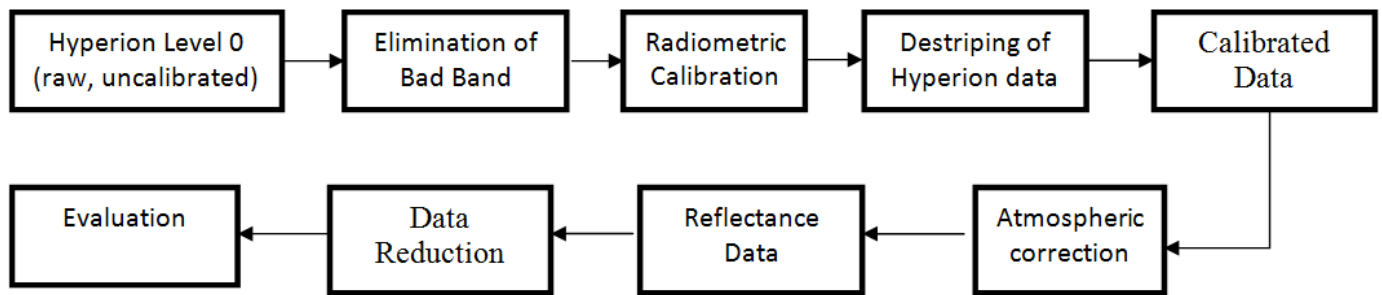 Hyperion Level 0
(raw, uncalibrated)
Elimination of
Bad Band
Radiometric
Calibration
Destriping of
Hyperion data
Calibrated
Data
Atmospheric
correction
Reflectance
Data
Data
Reduction
Evaluation